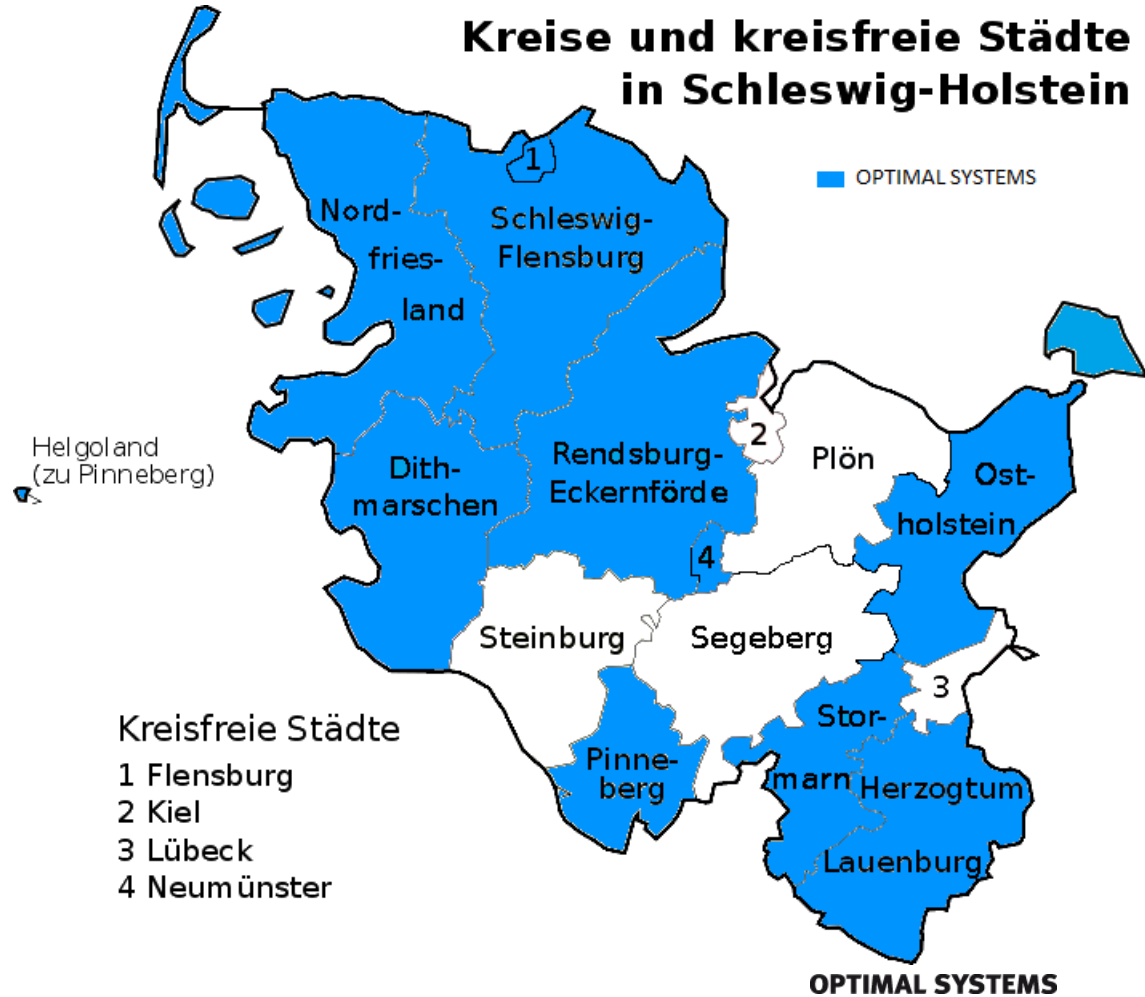 Kreise und kreisfreie Städte
in Schleswig-Holstein
OPTIMAL SYSTEMS
1
Nord-
fries-
land
Schleswig-
Flensburg
Helgoland
(zu Pinneberg)
Dith-
marschen
Rendsburg-
Eckernförde
2
Plön
Ost-
holstein
4
Steinburg
Segeberg
3
Stor-
marn
Pinne-
berg
Herzogtum
Lauenburg
Kreisfreie Städte
1 Flensburg
2 Kiel
3 Lübeck
4 Neumünster
OPTIMAL SYSTEMS